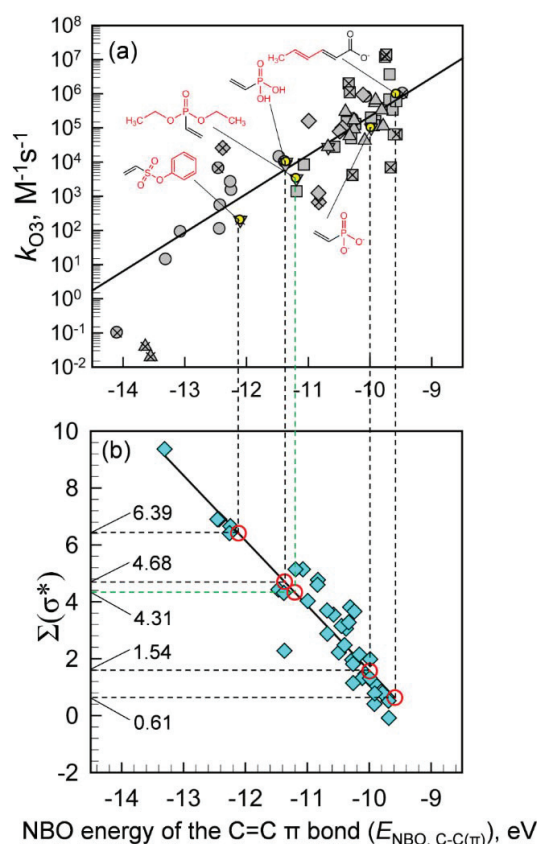 10⁸
(a)
10⁷
10⁶
10⁵
10⁴
10³
10²
10¹
10⁰
10⁻¹
10⁻²
k_O3, M⁻¹s⁻¹
H₃C
O
O⁻
O
P
OH
OH
O
P
H₃C
O
O
CH₃
O
S
O
O
O
P
O⁻
O⁻
-14
-13
-12
-11
-10
-9
10
(b)
8
6
4
2
0
-2
Σ(σ*)
6.39
4.68
4.31
1.54
0.61
-14
-13
-12
-11
-10
-9
NBO energy of the C=C π bond (E_NBO, C-C(π)), eV